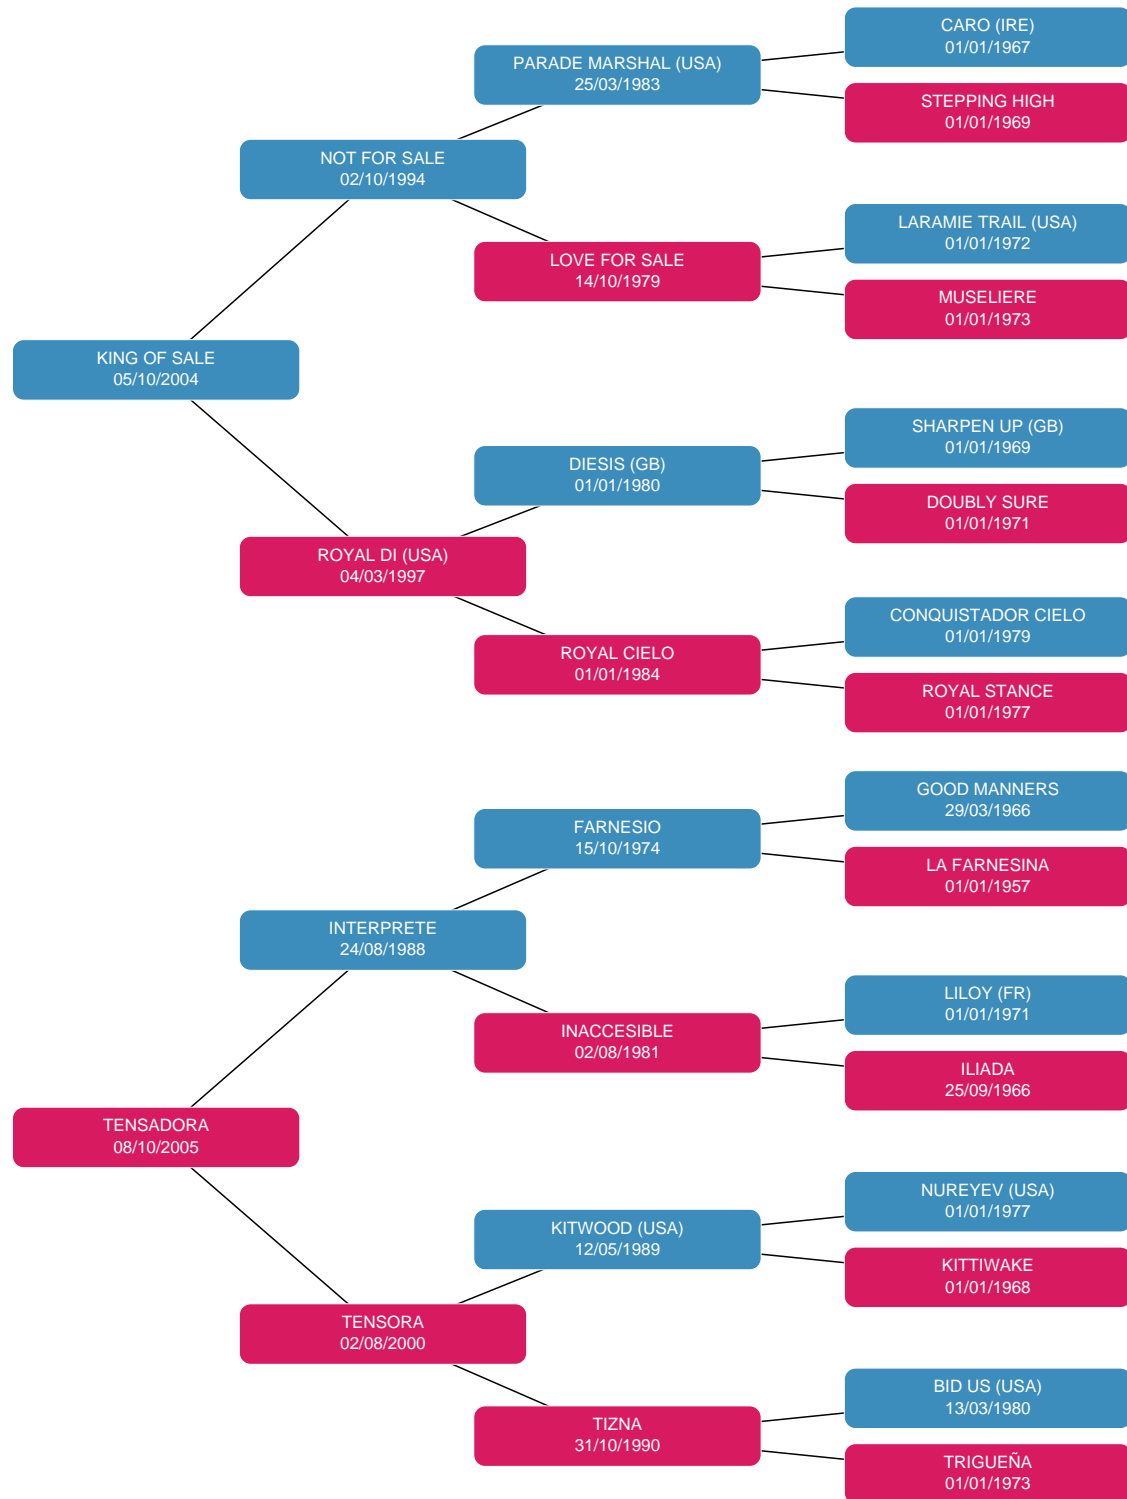 CARO (IRE)
01/01/1967
PARADE MARSHAL (USA)
25/03/1983
STEPPING HIGH
01/01/1969
NOT FOR SALE
02/10/1994
LARAMIE TRAIL (USA)
01/01/1972
LOVE FOR SALE
14/10/1979
MUSELIERE
01/01/1973
KING OF SALE
05/10/2004
SHARPEN UP (GB)
01/01/1969
DIESIS (GB)
01/01/1980
DOUBLY SURE
01/01/1971
ROYAL DI (USA)
04/03/1997
CONQUISTADOR CIELO
01/01/1979
ROYAL CIELO
01/01/1984
ROYAL STANCE
01/01/1977
GOOD MANNERS
29/03/1966
FARNESIO
15/10/1974
LA FARNESINA
01/01/1957
INTERPRETE
24/08/1988
LILOY (FR)
01/01/1971
INACCESIBLE
02/08/1981
ILIADA
25/09/1966
TENSADORA
08/10/2005
NUREYEV (USA)
01/01/1977
KITWOOD (USA)
12/05/1989
KITTIWAKE
01/01/1968
TENSORA
02/08/2000
BID US (USA)
13/03/1980
TIZNA
31/10/1990
TRIGUEÑA
01/01/1973